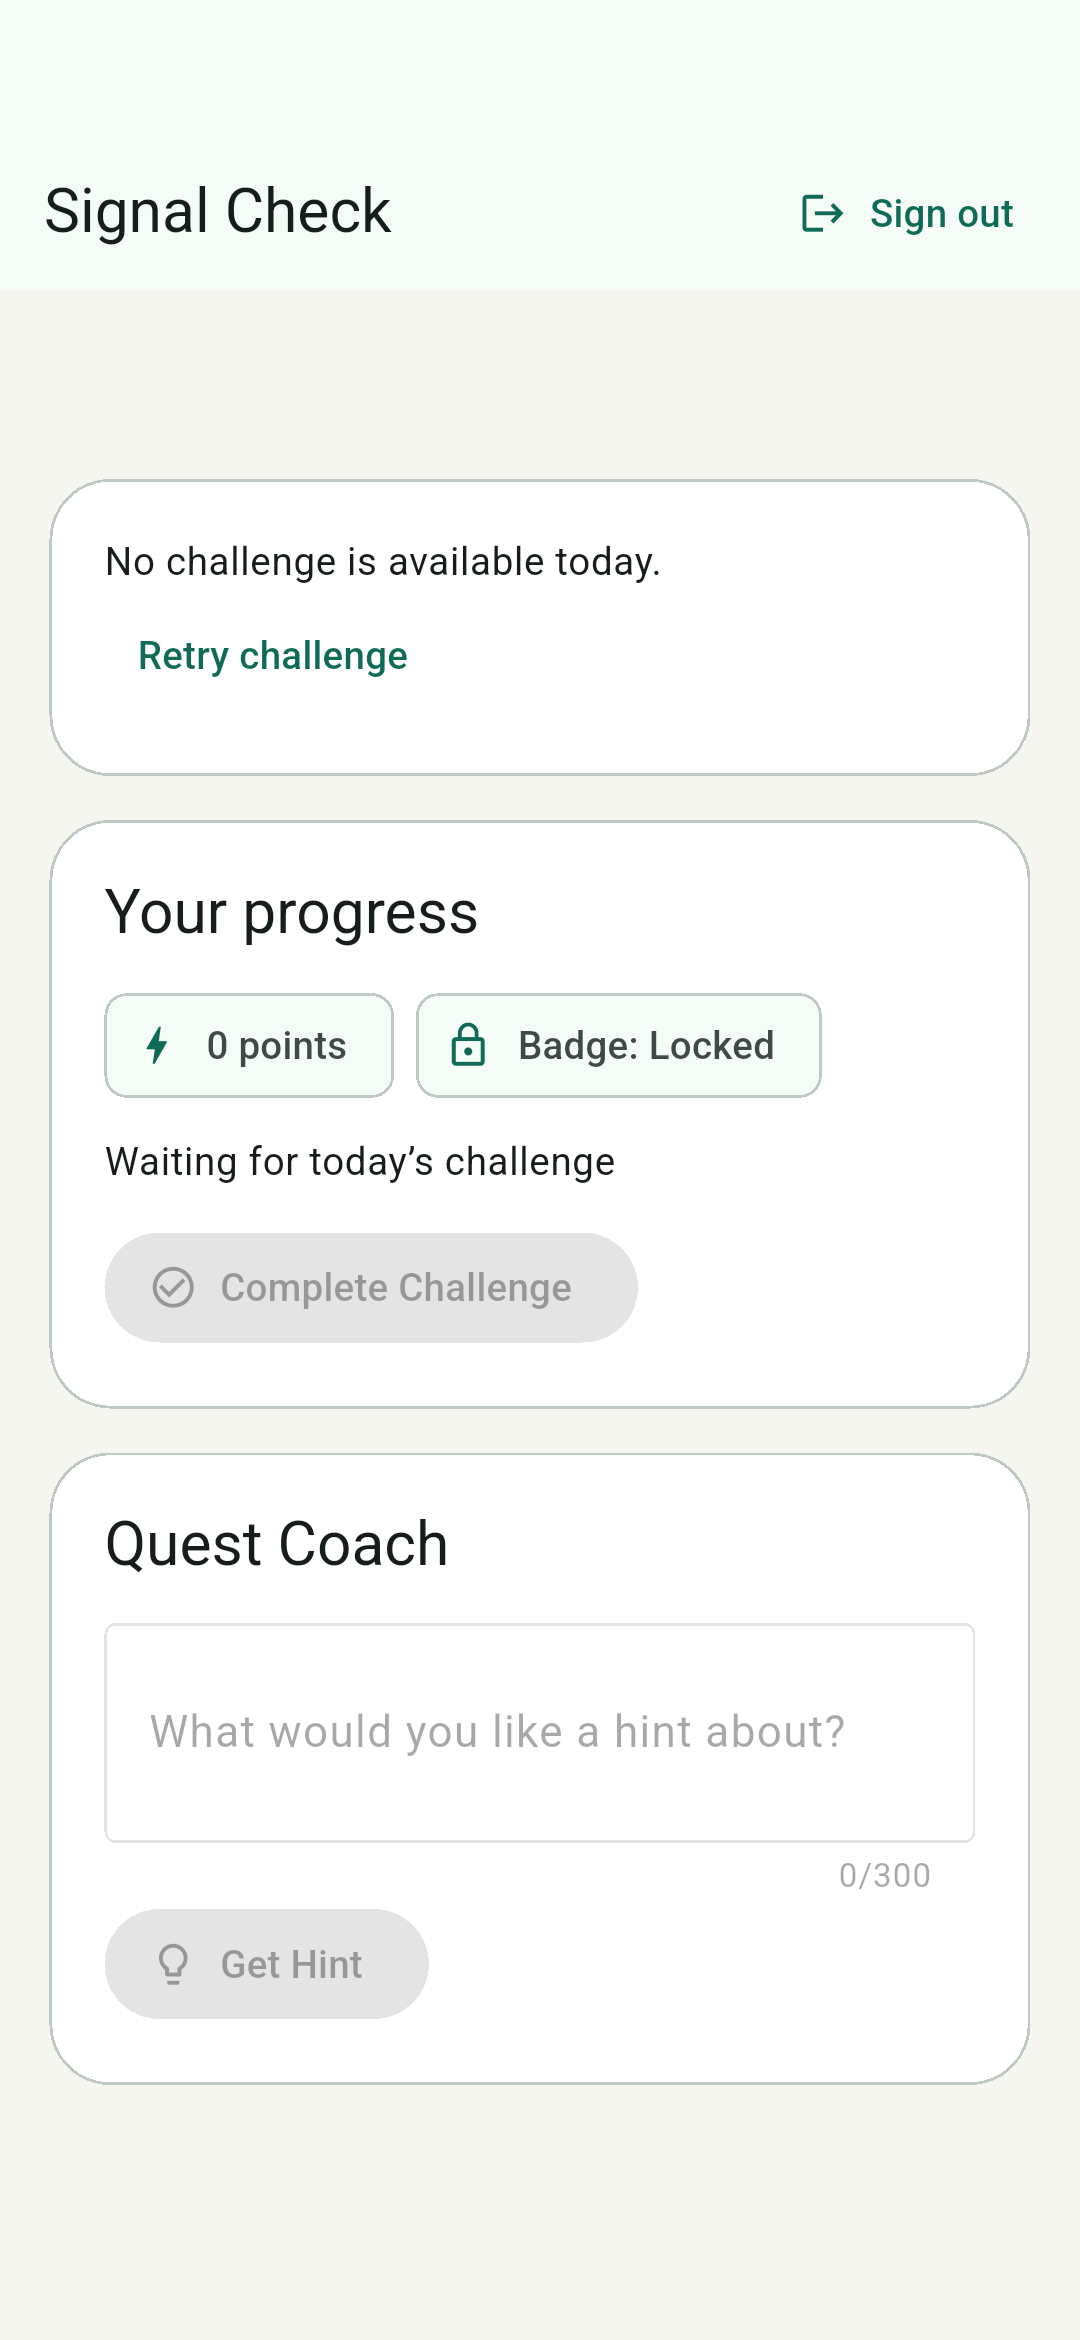 Signal Check
Sign out
No challenge is available today.
Retry challenge
Your progress
0 points
Badge: Locked
Waiting for today’s challenge
Complete Challenge
Quest Coach
What would you like a hint about?
0/300
Get Hint